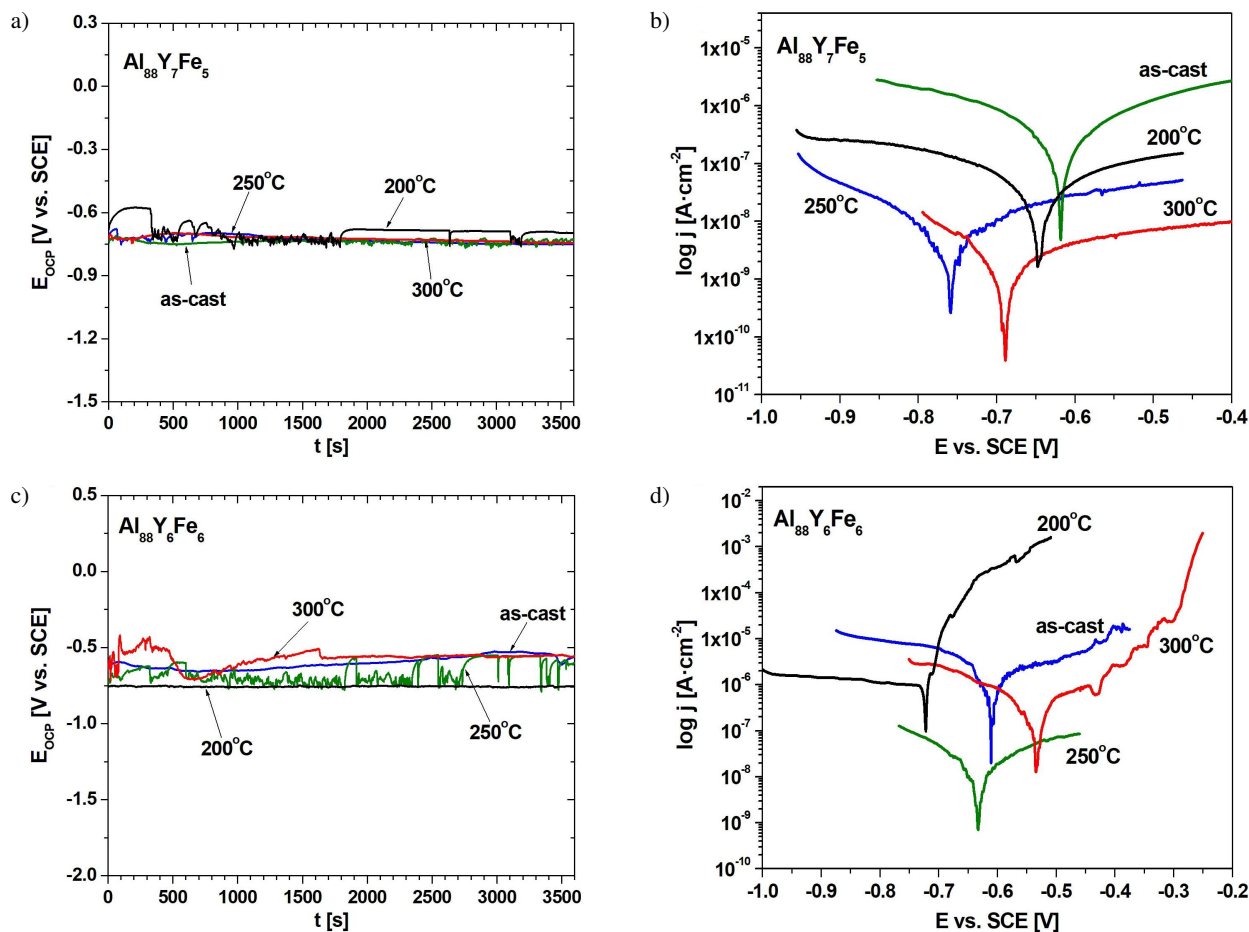 a)
Al₈₈Y₇Fe₅
0.3
0.0
-0.3
-0.6
-0.9
-1.2
-1.5
E_OCP [V vs. SCE]
250°C
200°C
as-cast
300°C
0 500 1000 1500 2000 2500 3000 3500
t [s]
b)
Al₈₈Y₇Fe₅
1x10⁻⁵
1x10⁻⁶
1x10⁻⁷
1x10⁻⁸
1x10⁻⁹
1x10⁻¹⁰
10⁻¹¹
log j [A·cm⁻²]
as-cast
200°C
250°C
300°C
-1.0 -0.9 -0.8 -0.7 -0.6 -0.5 -0.4
E vs. SCE [V]
c)
Al₈₈Y₆Fe₆
0.5
0.0
-0.5
-1.0
-1.5
-2.0
E_OCP [V vs. SCE]
300°C
as-cast
200°C
250°C
0 500 1000 1500 2000 2500 3000 3500
t [s]
d)
Al₈₈Y₆Fe₆
10⁻²
10⁻³
10⁻⁴
10⁻⁵
10⁻⁶
10⁻⁷
10⁻⁸
10⁻⁹
10⁻¹⁰
log j [A·cm⁻²]
200°C
as-cast
300°C
250°C
-1.0 -0.9 -0.8 -0.7 -0.6 -0.5 -0.4 -0.3 -0.2
E vs. SCE [V]